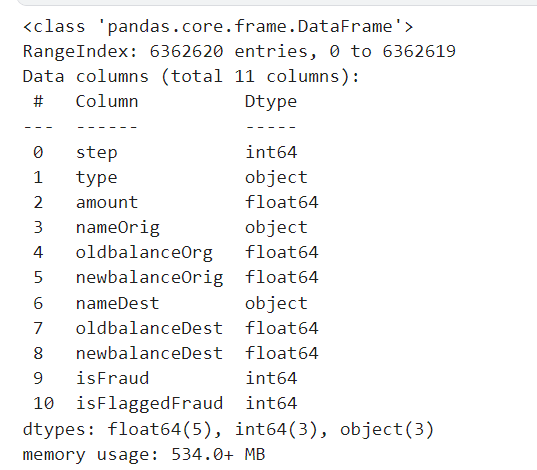 <class 'pandas.core.frame.DataFrame'>
RangeIndex: 6362620 entries, 0 to 6362619
Data columns (total 11 columns):
 #   Column          Dtype
---  ------          -----
 0   step            int64
 1   type            object
 2   amount          float64
 3   nameOrig        object
 4   oldbalanceOrg   float64
 5   newbalanceOrig  float64
 6   nameDest        object
 7   oldbalanceDest  float64
 8   newbalanceDest  float64
 9   isFraud         int64
 10  isFlaggedFraud  int64
dtypes: float64(5), int64(3), object(3)
memory usage: 534.0+ MB